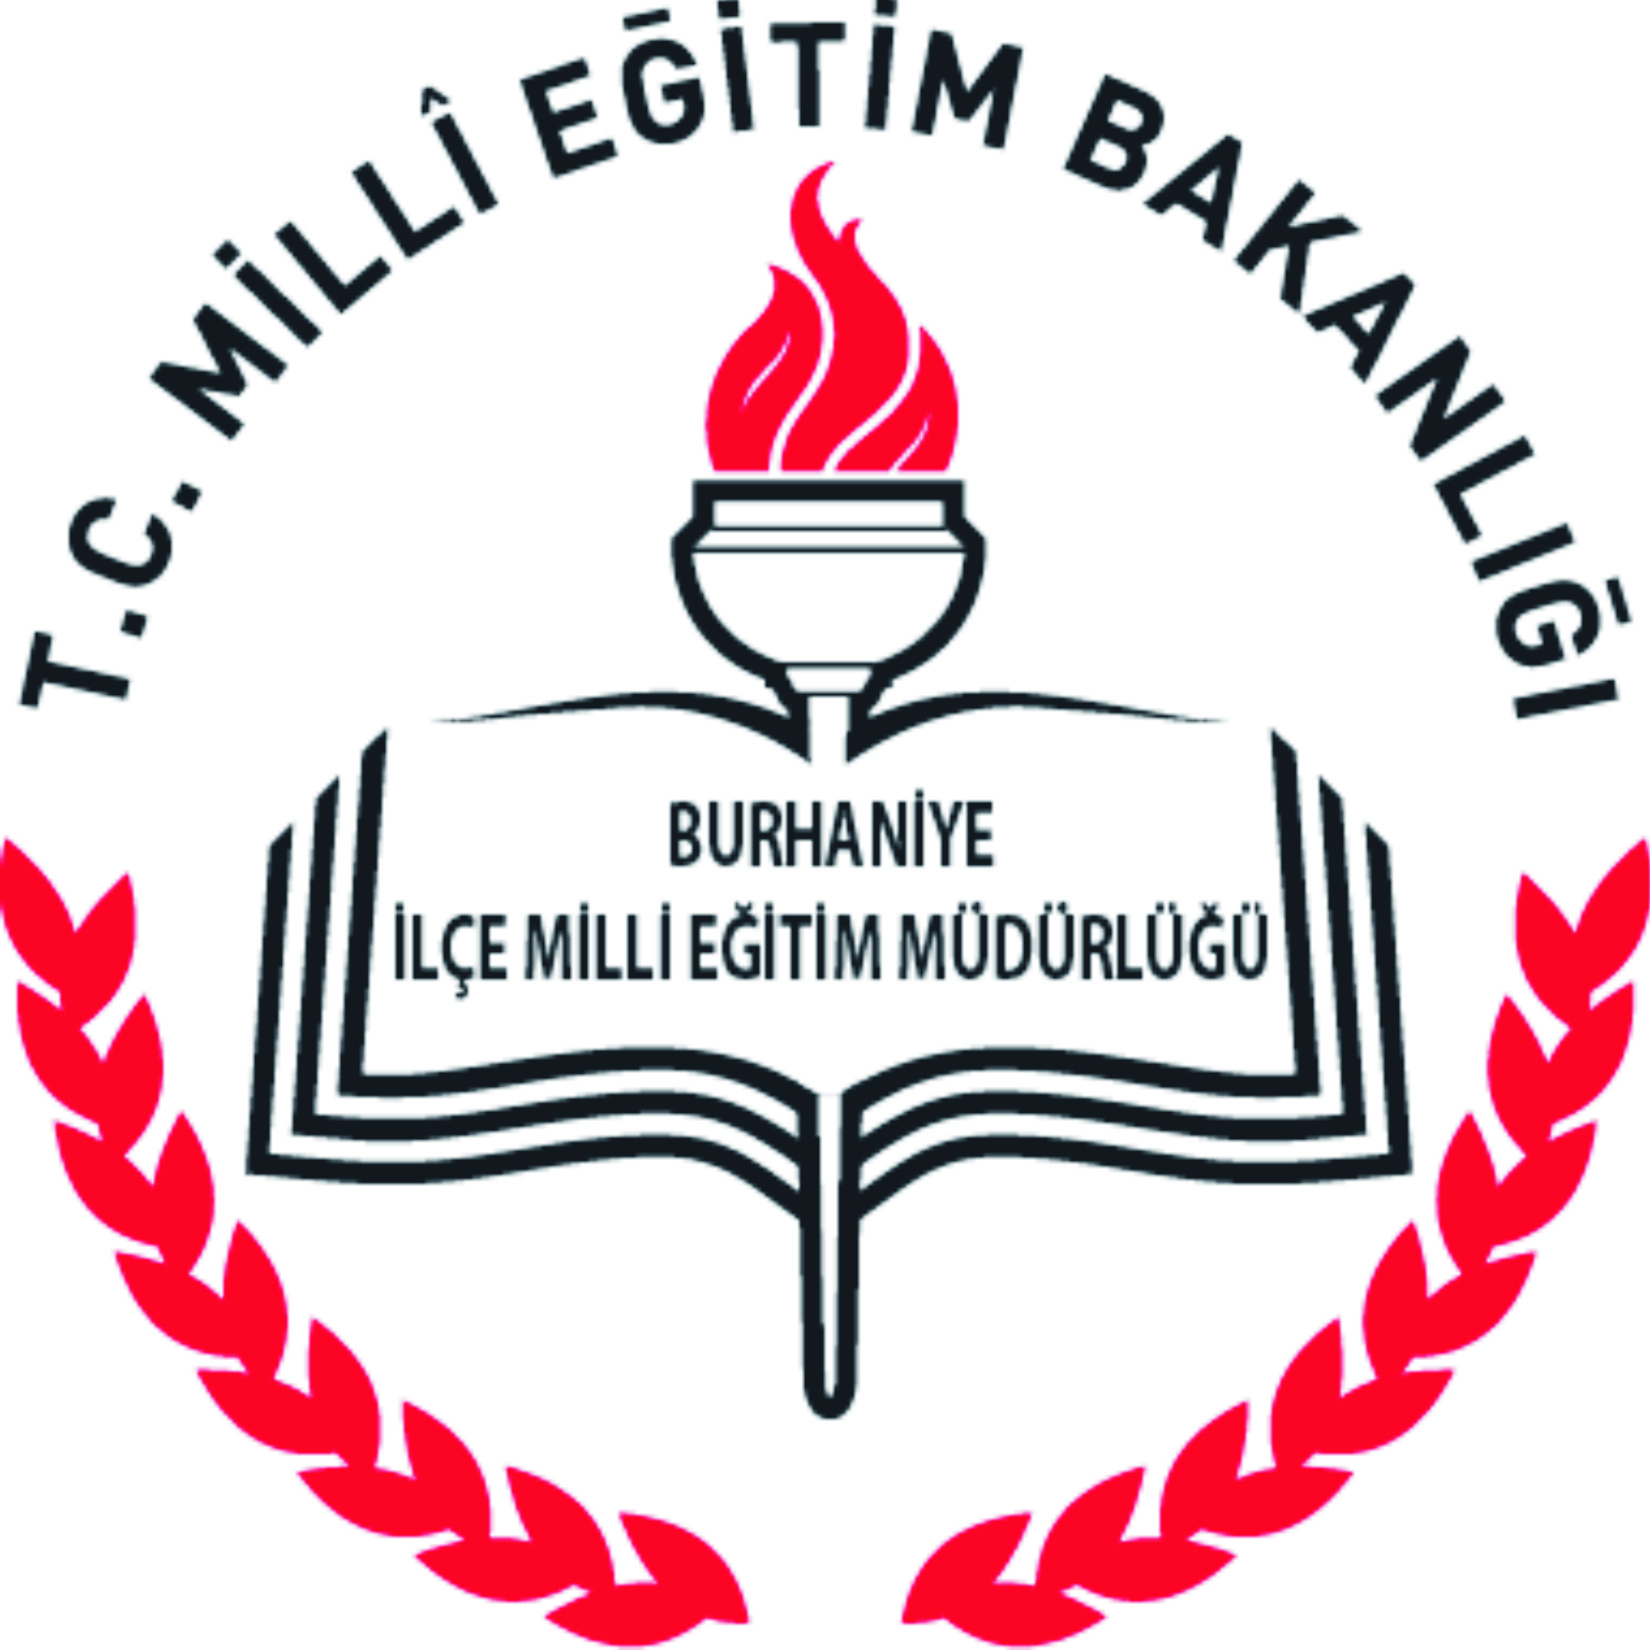 T.C. MİLLÎ EĞİTİM BAKANLIĞI
BURHANİYE
İLÇE MİLLİ EĞİTİM MÜDÜRLÜĞÜ